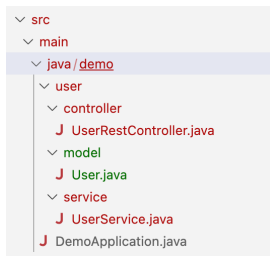 src
main
java/demo
user
controller
J UserRestController.java
model
J User.java
service
J UserService.java
J DemoApplication.java